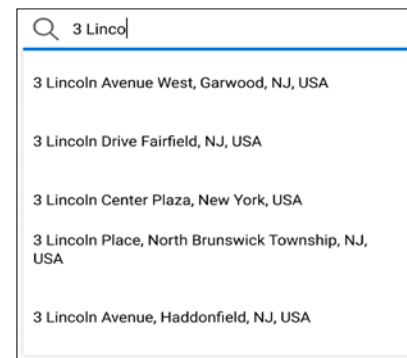 3 Linco
3 Lincoln Avenue West, Garwood, NJ, USA
3 Lincoln Drive Fairfield, NJ, USA
3 Lincoln Center Plaza, New York, USA
3 Lincoln Place, North Brunswick Township, NJ,
USA
3 Lincoln Avenue, Haddonfield, NJ, USA